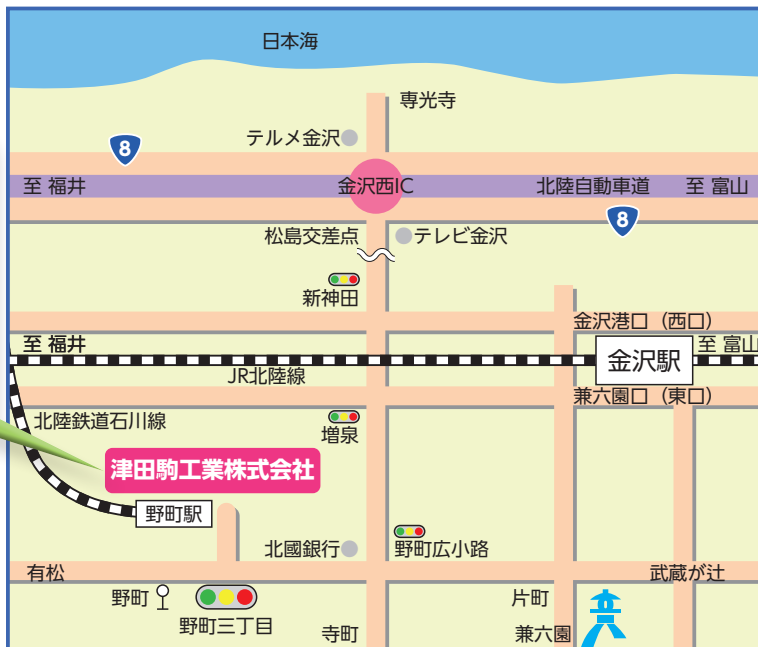 日本海
専光寺
テルメ金沢
8
至 福井
金沢西IC
北陸自動車道
至 富山
8
松島交差点
テレビ金沢
新神田
金沢港口（西口）
至 福井
金沢駅
至 富山
JR北陸線
兼六園口（東口）
北陸鉄道石川線
増泉
津田駒工業株式会社
野町駅
北國銀行
野町広小路
有松
武蔵が辻
野町
片町
野町三丁目
寺町
兼六園